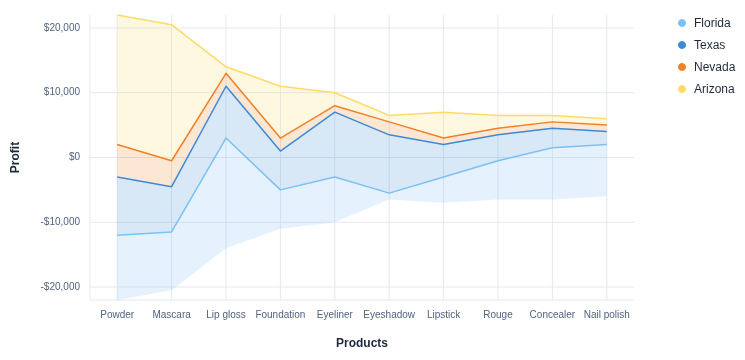 $20,000
$10,000
$0
-$10,000
-$20,000
Profit
Powder
Mascara
Lip gloss
Foundation
Eyeliner
Eyeshadow
Lipstick
Rouge
Concealer
Nail polish
Products
Florida
Texas
Nevada
Arizona